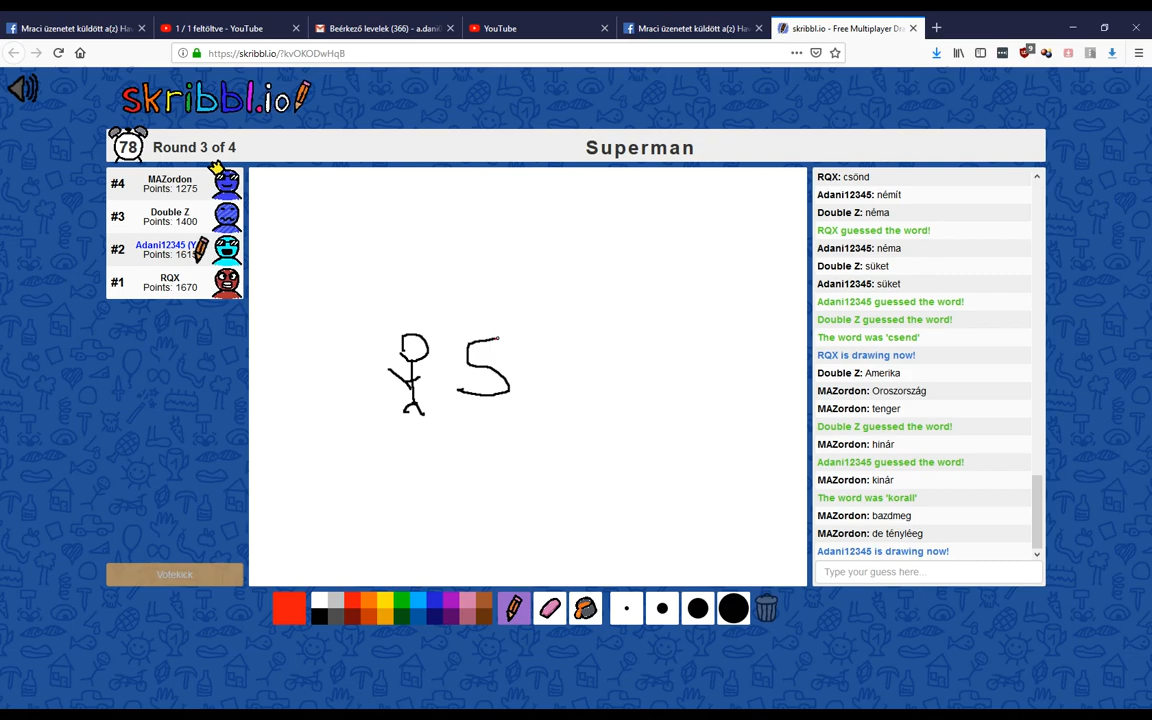 Mraci üzenetet küldött a(z) Ha
1 / 1 feltöltve - YouTube
Beérkező levelek (366) - a.dani
YouTube
Mraci üzenetet küldött a(z) Ha
skribbl.io - Free Multiplayer Dr
https://skribbl.io/?kvOKODwHqB
9
skribbl.io
78
Round 3 of 4
Superman
#4
MAZordon
Points: 1275
#3
Double Z
Points: 1400
#2
Adani12345 (Y
Points: 1615
#1
RQX
Points: 1670
Votekick
S
RQX: csönd
Adani12345: némít
Double Z: néma
RQX guessed the word!
Adani12345: néma
Double Z: süket
Adani12345: süket
Adani12345 guessed the word!
Double Z guessed the word!
The word was 'csend'
RQX is drawing now!
Double Z: Amerika
MAZordon: Oroszország
MAZordon: tenger
Double Z guessed the word!
MAZordon: hinár
Adani12345 guessed the word!
MAZordon: kinár
The word was 'korall'
MAZordon: bazdmeg
MAZordon: de tényléeg
Adani12345 is drawing now!
Type your guess here...